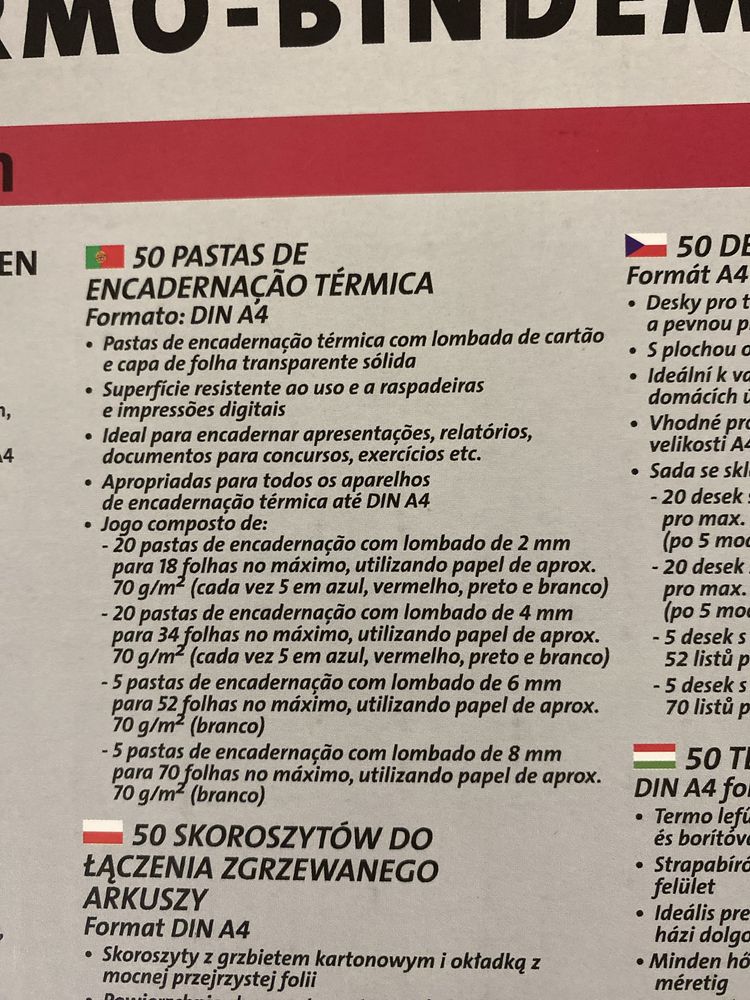 RMO-BINDEM
n
EN
n,
A4
50 PASTAS DE
ENCADERNAÇÃO TÉRMICA
Formato: DIN A4
• Pastas de encadernação térmica com lombada de cartão
e capa de folha transparente sólida
• Superfície resistente ao uso e a raspadeiras
e impressões digitais
• Ideal para encadernar apresentações, relatórios,
documentos para concursos, exercícios etc.
• Apropriadas para todos os aparelhos
de encadernação térmica até DIN A4
• Jogo composto de:
- 20 pastas de encadernação com lombado de 2 mm
para 18 folhas no máximo, utilizando papel de aprox.
70 g/m² (cada vez 5 em azul, vermelho, preto e branco)
- 20 pastas de encadernação com lombado de 4 mm
para 34 folhas no máximo, utilizando papel de aprox.
70 g/m² (cada vez 5 em azul, vermelho, preto e branco)
- 5 pastas de encadernação com lombado de 6 mm
para 52 folhas no máximo, utilizando papel de aprox.
70 g/m² (branco)
- 5 pastas de encadernação com lombado de 8 mm
para 70 folhas no máximo, utilizando papel de aprox.
70 g/m² (branco)
50 SKOROSZYTÓW DO
ŁĄCZENIA ZGRZEWANEGO
ARKUSZY
Format DIN A4
• Skoroszyty z grzbietem kartonowym i okładką z
mocnej przejrzystej folii
50 DE
Formát A4
• Desky pro t
a pevnou p
• S plochou o
• Ideální k va
domácích ú
• Vhodné pro
velikosti A4
• Sada se skl
- 20 desek s
pro max.
(po 5 mod
- 20 desek
pro max.
(po 5 mod
- 5 desek s
52 listů p
- 5 desek s
70 listů p
50 TE
DIN A4 fo
• Termo lefű
és borítóva
• Strapabíró
felület
• Ideális pre
házi dolgo
• Minden hő
méretig